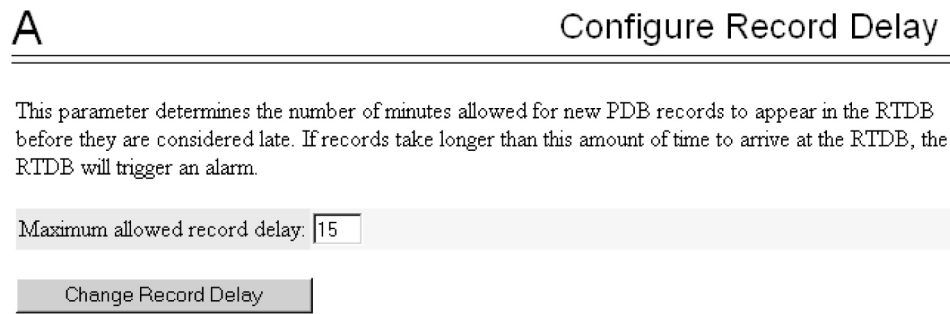 A
Configure Record Delay
This parameter determines the number of minutes allowed for new PDB records to appear in the RTDB
before they are considered late. If records take longer than this amount of time to arrive at the RTDB, the
RTDB will trigger an alarm.
Maximum allowed record delay: 15
Change Record Delay